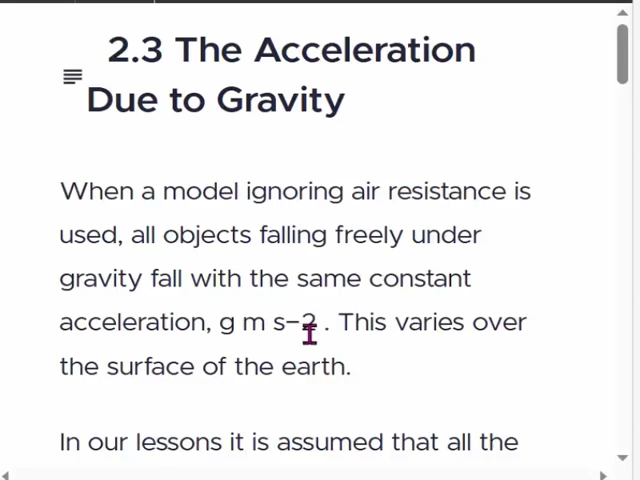 2.3 The Acceleration
Due to Gravity
When a model ignoring air resistance is
used, all objects falling freely under
gravity fall with the same constant
acceleration, g m s−2 . This varies over
the surface of the earth.
In our lessons it is assumed that all the